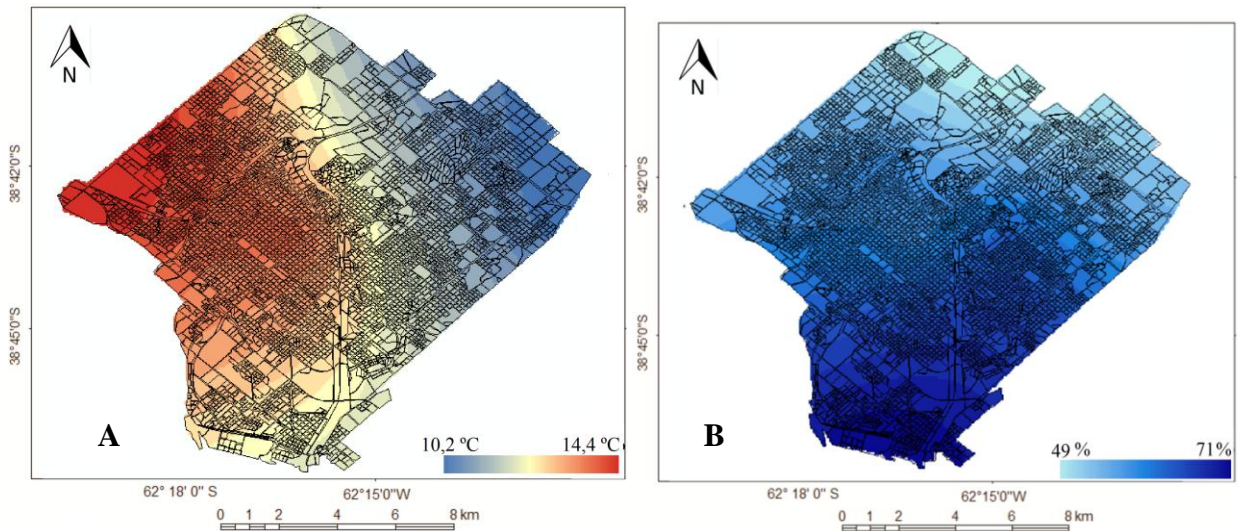 N
38°42'0"S
38°45'0"S
A
10,2 ºC 14,4 ºC
62° 18' 0" S 62°15'0"W
0 1 2 4 6 8 km
N
38°42'0"S
38°45'0"S
B
49 % 71%
62° 18' 0" S 62°15'0"W
0 1 2 4 6 8 km